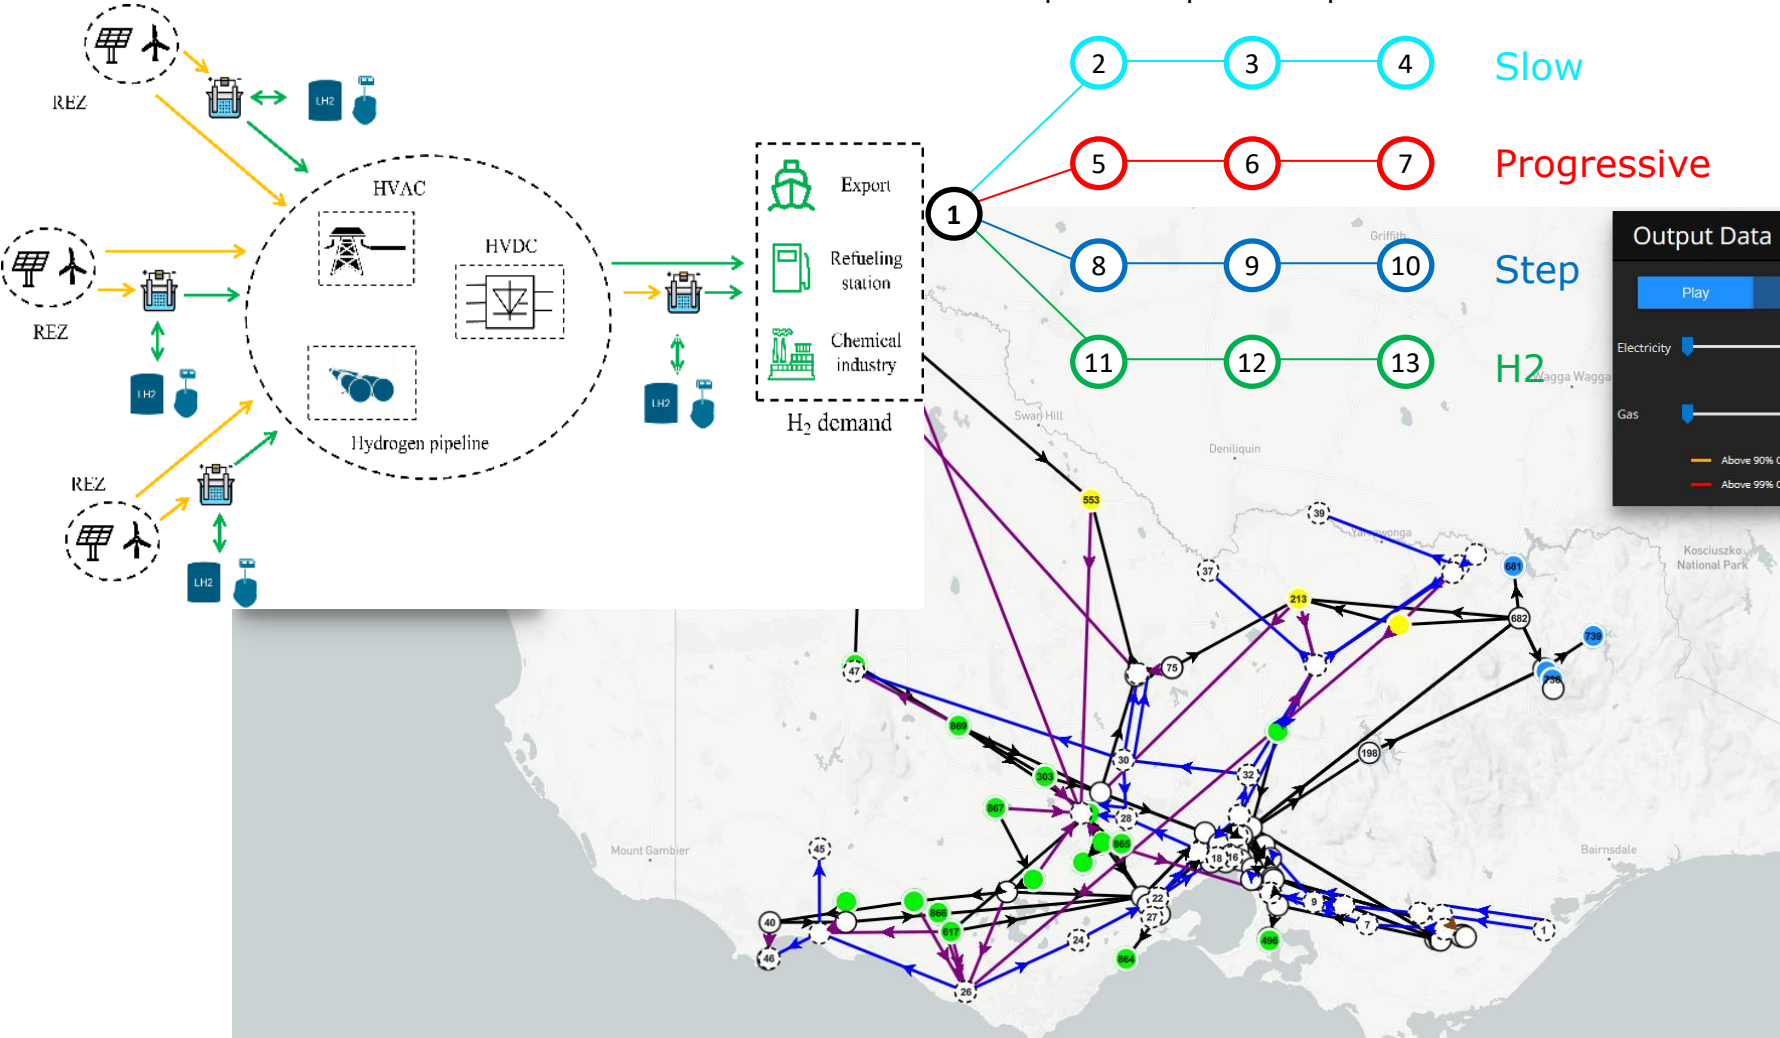 REZ
LH2
HVAC
HVDC
Hydrogen pipeline
REZ
LH2
REZ
LH2
LH2
Export
Refueling
station
Chemical
industry
H2 demand
1
2
3
4
Slow
5
6
7
Progressive
8
9
10
Step
11
12
13
H2
Output Data
Play
Electricity
Gas
Above 90%
Above 99%
Griffith
Wagga Wagga
Swan Hill
Deniliquin
Kosciuszko
National Park
Mount Gambier
Bairnsdale
553
39
37
681
213
682
739
47
75
869
198
30
32
303
867
28
865
45
18
16
22
27
9
7
1
866
617
40
24
496
46
864
26